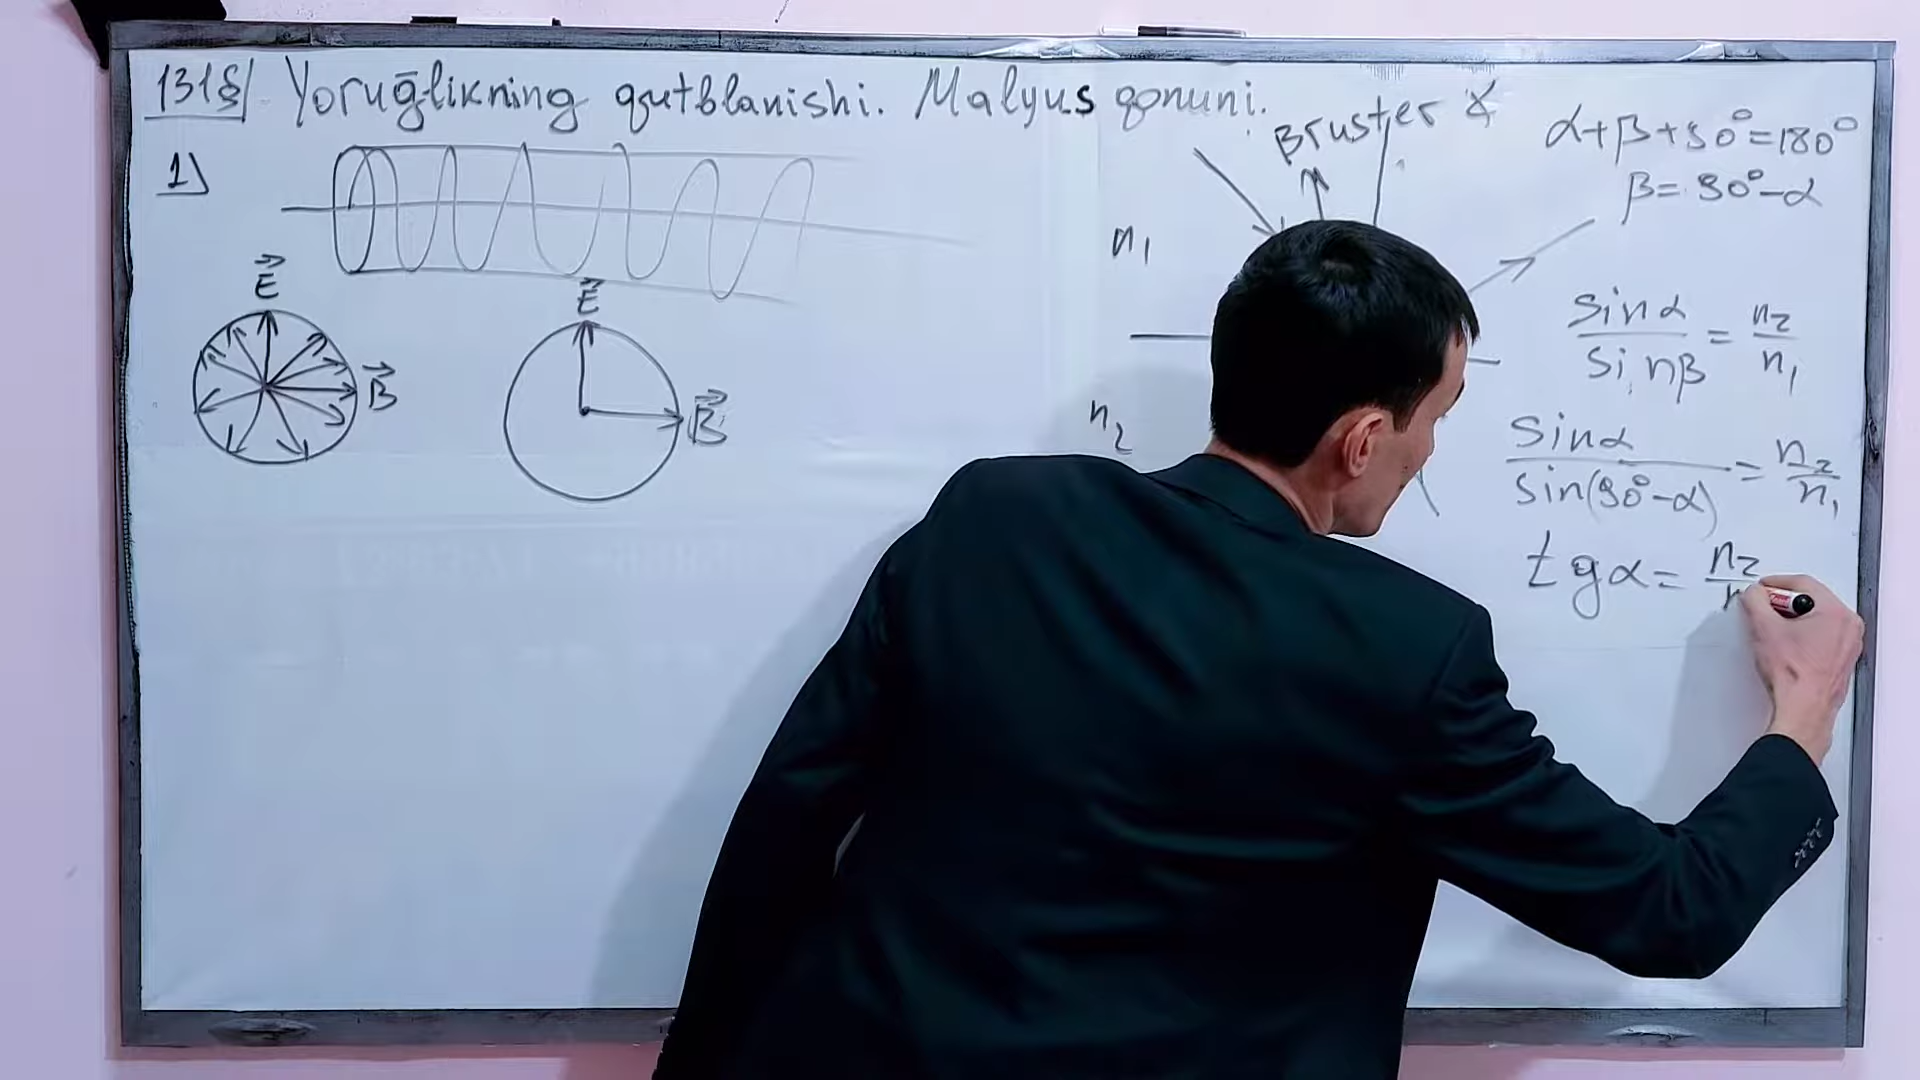 131§ Yorug̅likning qutblanishi. Malyus qonuni.
1)
E⃗
B⃗
E⃗
B⃗
Bruster ∡
n₁
n₂
α+β+90°=180°
β=90°-α
sinα/sinβ = n₂/n₁
sinα/sin(90°-α) = n₂/n₁
tgα= n₂/n